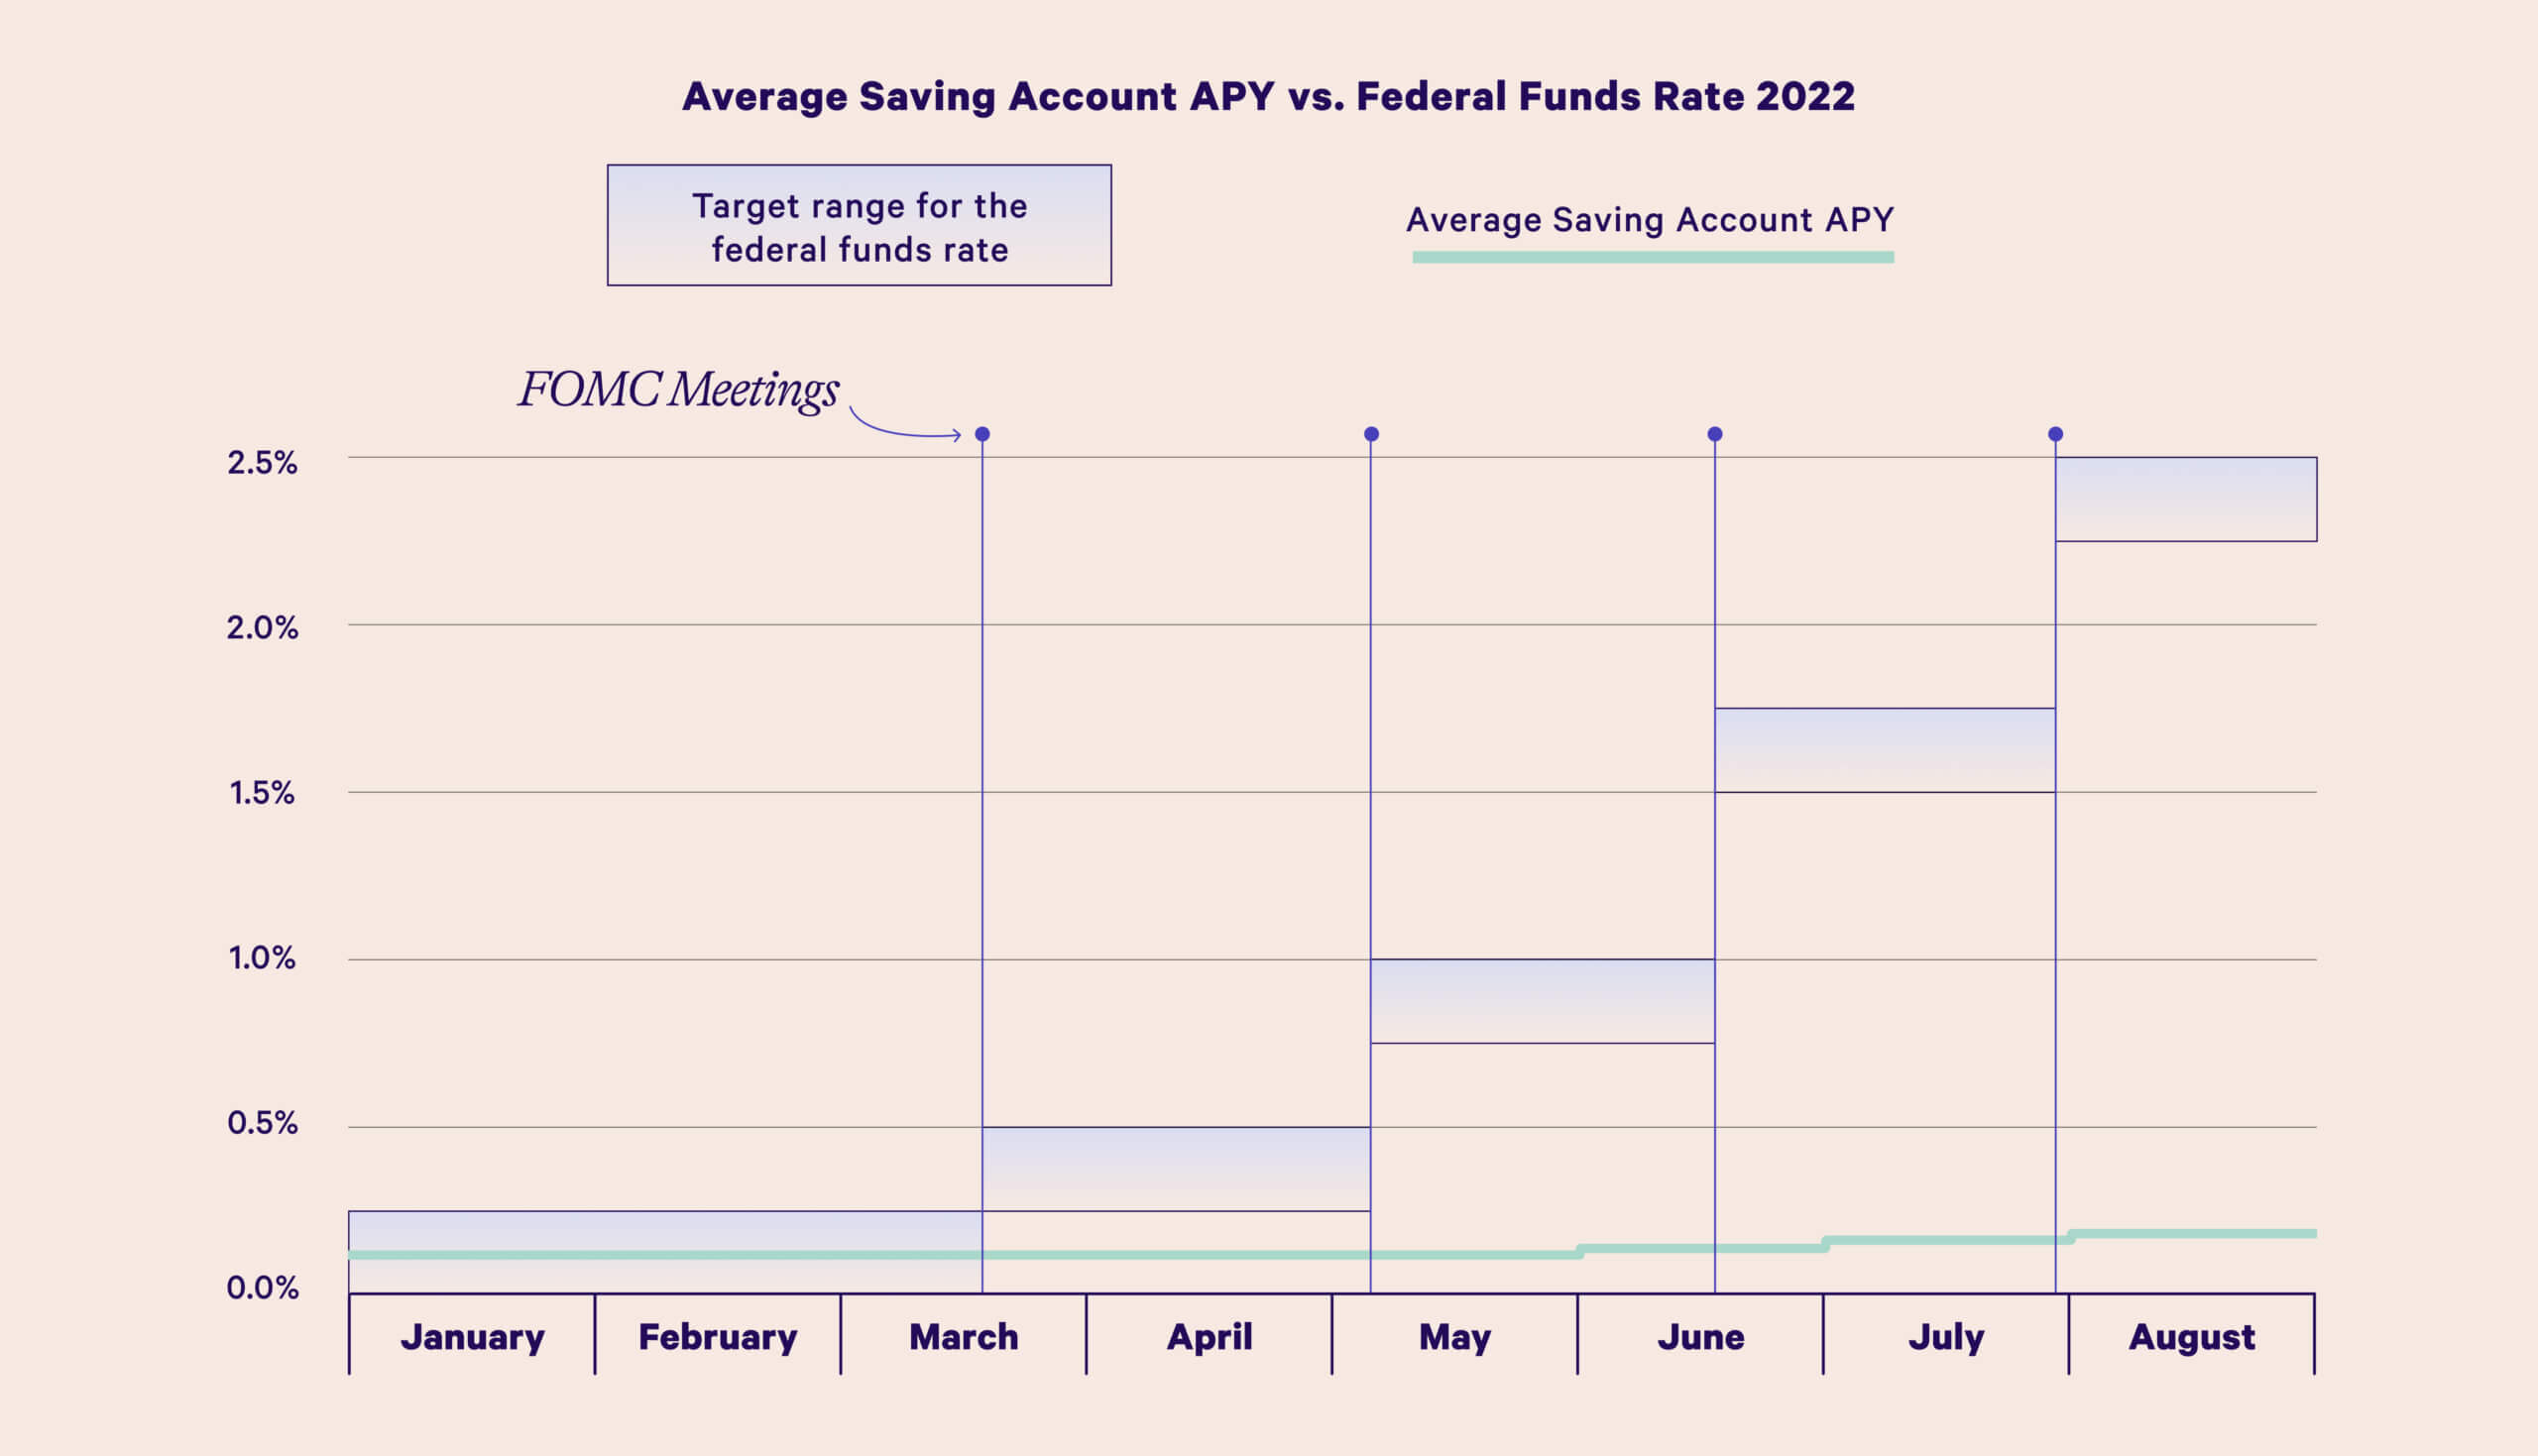 Average Saving Account APY vs. Federal Funds Rate 2022
Target range for the
federal funds rate
Average Saving Account APY
FOMC Meetings
2.5%
2.0%
1.5%
1.0%
0.5%
0.0%
January
February
March
April
May
June
July
August